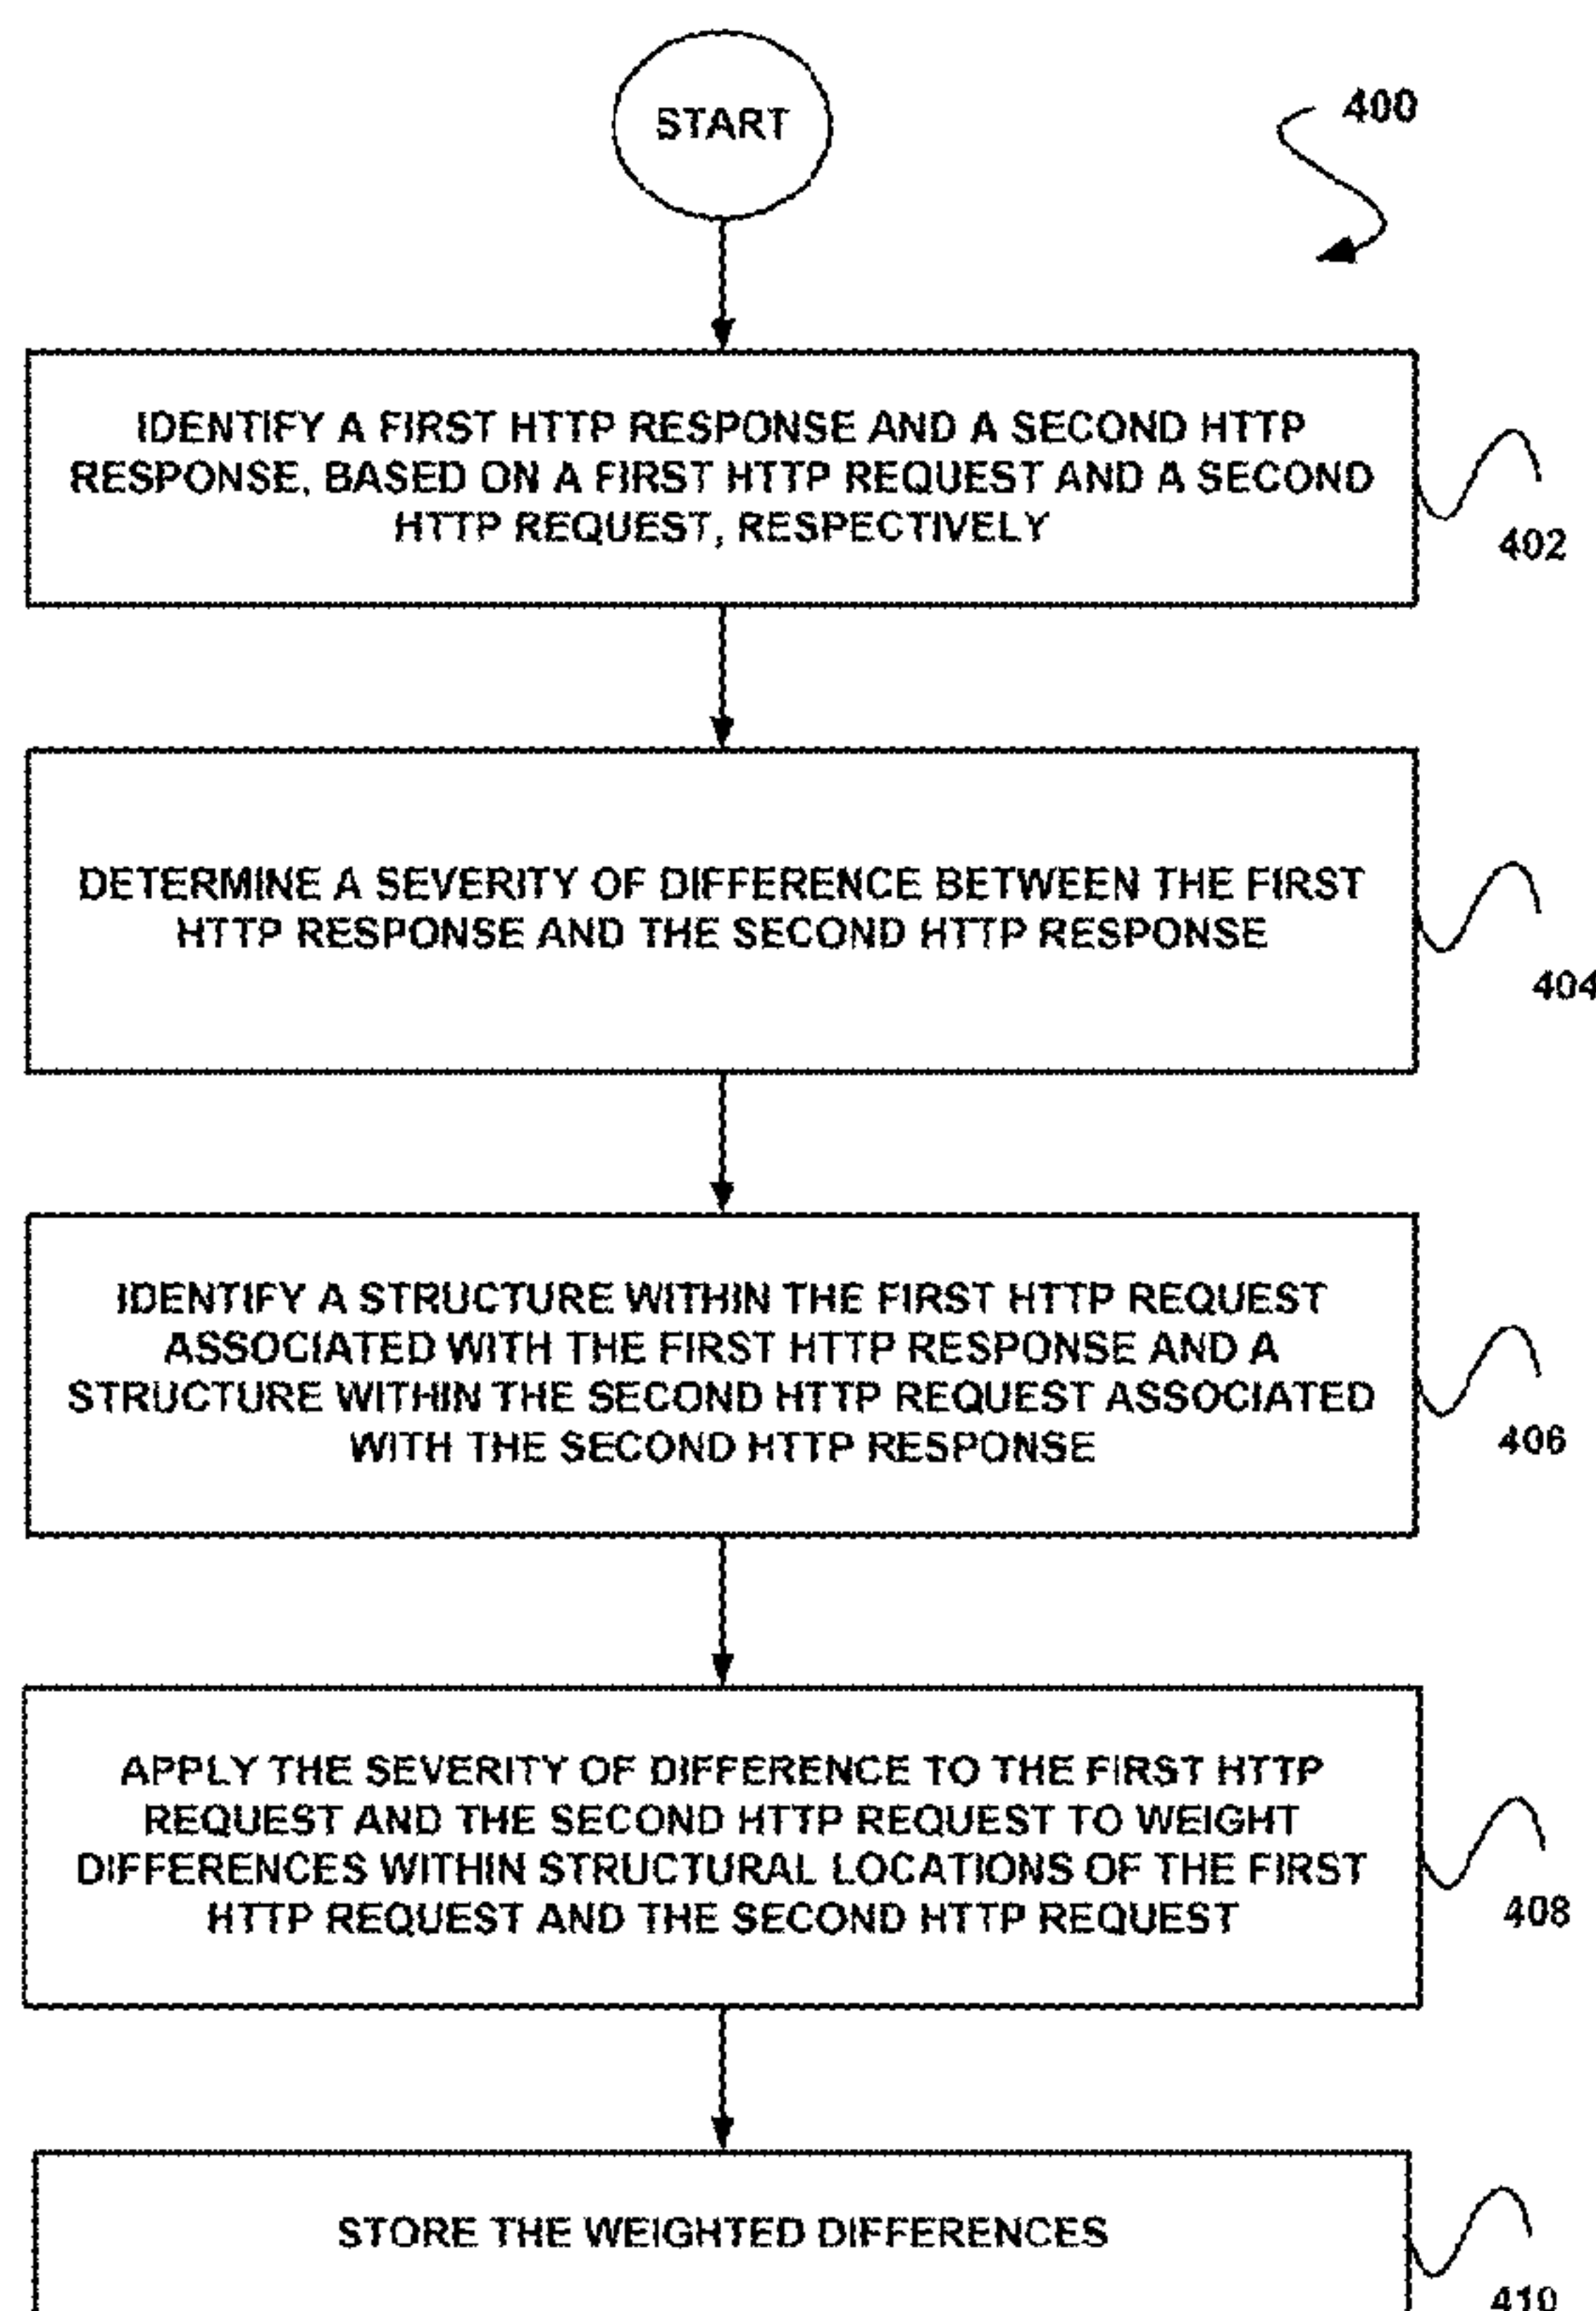 START
400
IDENTIFY A FIRST HTTP RESPONSE AND A SECOND HTTP
RESPONSE, BASED ON A FIRST HTTP REQUEST AND A SECOND
HTTP REQUEST, RESPECTIVELY
402
DETERMINE A SEVERITY OF DIFFERENCE BETWEEN THE FIRST
HTTP RESPONSE AND THE SECOND HTTP RESPONSE
404
IDENTIFY A STRUCTURE WITHIN THE FIRST HTTP REQUEST
ASSOCIATED WITH THE FIRST HTTP RESPONSE AND A
STRUCTURE WITHIN THE SECOND HTTP REQUEST ASSOCIATED
WITH THE SECOND HTTP RESPONSE
406
APPLY THE SEVERITY OF DIFFERENCE TO THE FIRST HTTP
REQUEST AND THE SECOND HTTP REQUEST TO WEIGHT
DIFFERENCES WITHIN STRUCTURAL LOCATIONS OF THE FIRST
HTTP REQUEST AND THE SECOND HTTP REQUEST
408
STORE THE WEIGHTED DIFFERENCES
410